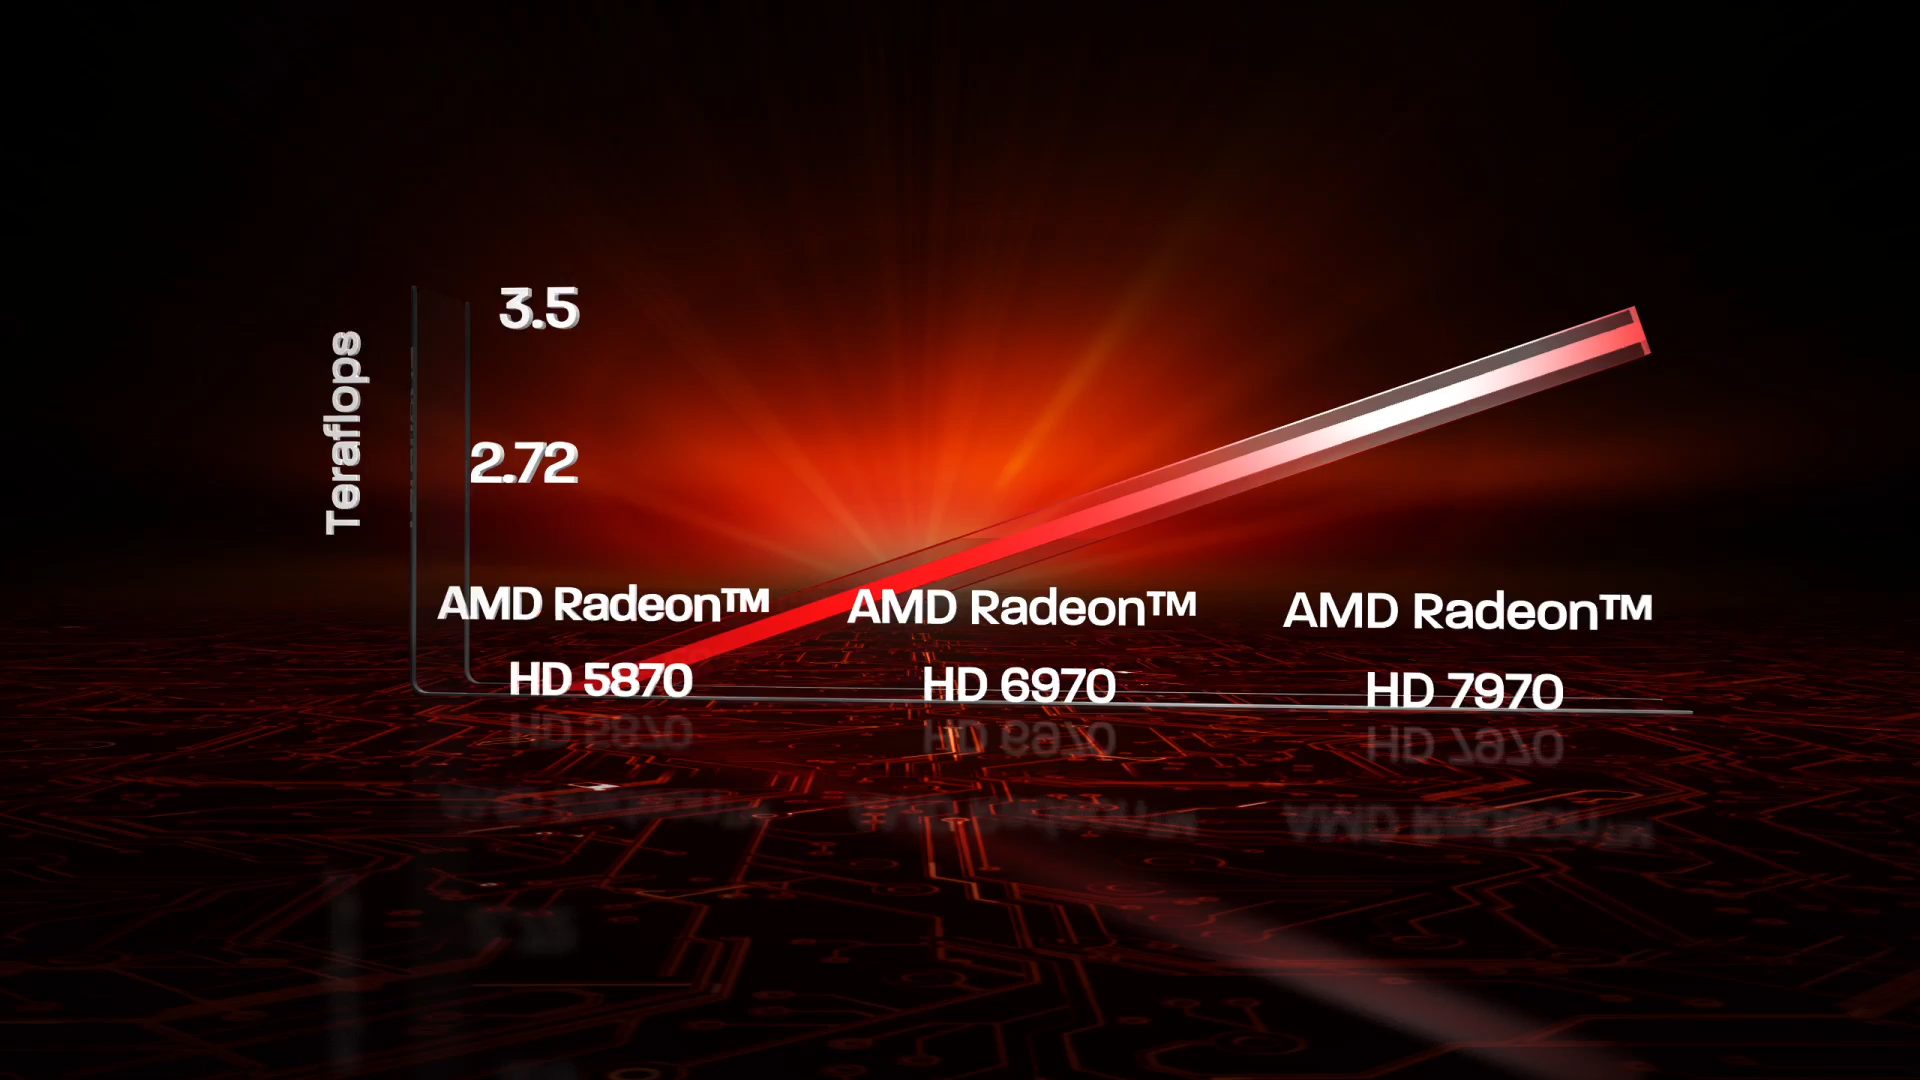 Teraflops
3.5
2.72
AMD Radeon™ AMD Radeon™ AMD Radeon™
HD 5870 HD 6970 HD 7970